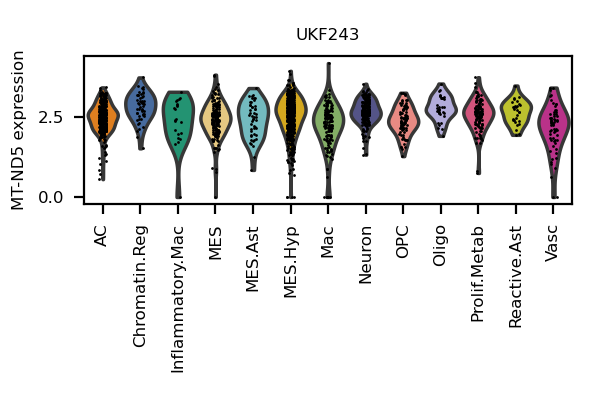 UKF243
MT-ND5 expression
2.5
0.0
AC
Chromatin.Reg
Inflammatory.Mac
MES
MES.Ast
MES.Hyp
Mac
Neuron
OPC
Oligo
Prolif.Metab
Reactive.Ast
Vasc